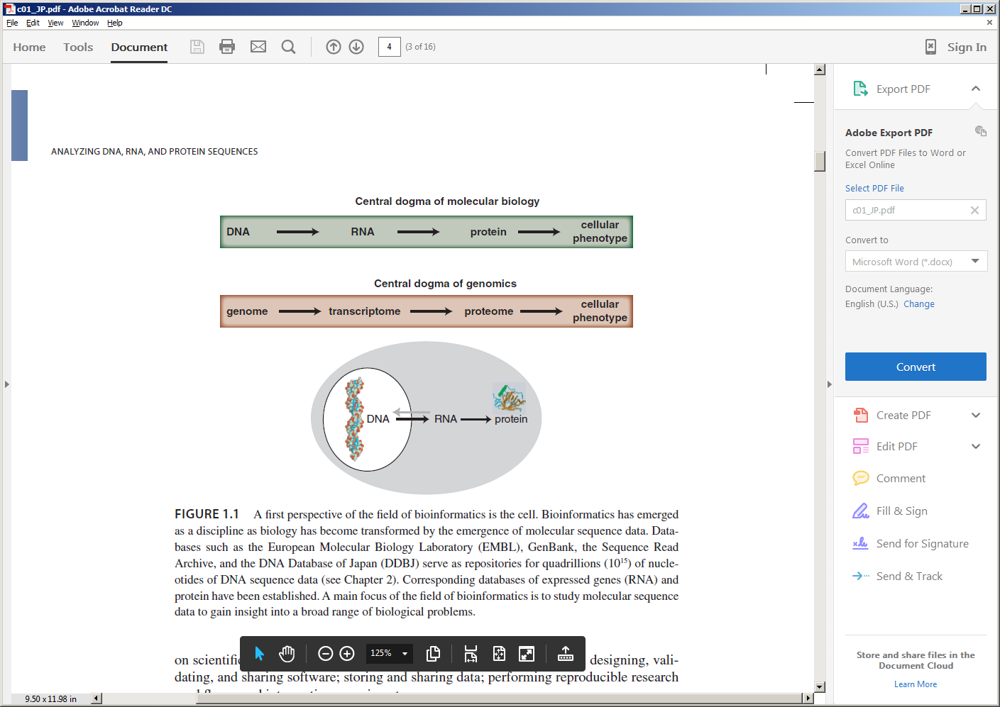 c01_JP.pdf - Adobe Acrobat Reader DC
File Edit View Window Help
Home Tools Document 4 (3 of 16) Sign In
ANALYZING DNA, RNA, AND PROTEIN SEQUENCES
Central dogma of molecular biology
DNA RNA protein cellular
phenotype
Central dogma of genomics
genome transcriptome proteome cellular
phenotype
DNA RNA protein
FIGURE 1.1 A first perspective of the field of bioinformatics is the cell. Bioinformatics has emerged
as a discipline as biology has become transformed by the emergence of molecular sequence data. Data-
bases such as the European Molecular Biology Laboratory (EMBL), GenBank, the Sequence Read
Archive, and the DNA Database of Japan (DDBJ) serve as repositories for quadrillions (10¹⁵) of nucle-
otides of DNA sequence data (see Chapter 2). Corresponding databases of expressed genes (RNA) and
protein have been established. A main focus of the field of bioinformatics is to study molecular sequence
data to gain insight into a broad range of biological problems.
on scientific designing, vali-
dating, and sharing software; storing and sharing data; performing reproducible research
125%
9.50 x 11.98 in
Export PDF
Adobe Export PDF
Convert PDF Files to Word or
Excel Online
Select PDF File
c01_JP.pdf
Convert to
Microsoft Word (*.docx)
Document Language:
English (U.S.) Change
Convert
Create PDF
Edit PDF
Comment
Fill & Sign
Send for Signature
Send & Track
Store and share files in the
Document Cloud
Learn More